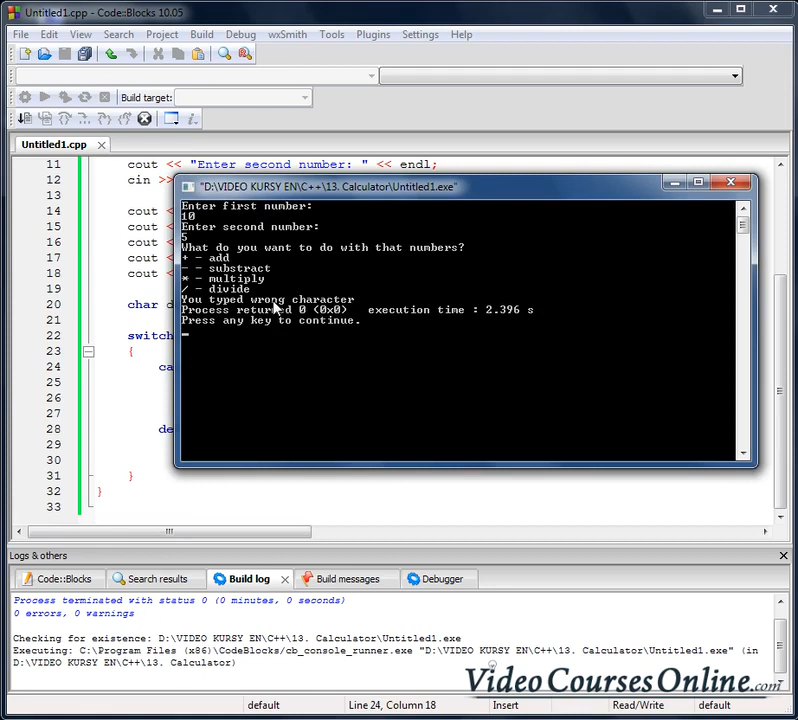 Untitled1.cpp - Code::Blocks 10.05
File Edit View Search Project Build Debug wxSmith Tools Plugins Settings Help
Build target:
Untitled1.cpp
11 cout << "Enter second number: " << endl;
12 cin >>
13
14 cout <
15 cout <
16 cout <
17 cout <
18 cout <
19
20 char d
21
22 switch
23 {
24 ca
25
26
27
28 de
29
30
31 }
32 }
33
"D:\VIDEO KURSY EN\C++\13. Calculator\Untitled1.exe"
Enter first number:
10
Enter second number:
5
What do you want to do with that numbers?
+ - add
- - substract
* - multiply
/ - divide
You typed wrong character
Process returned 0 (0x0) execution time : 2.396 s
Press any key to continue.
Logs & others
Code::Blocks Search results Build log Build messages Debugger
Process terminated with status 0 (0 minutes, 0 seconds)
0 errors, 0 warnings
Checking for existence: D:\VIDEO KURSY EN\C++\13. Calculator\Untitled1.exe
Executing: C:\Program Files (x86)\CodeBlocks/cb_console_runner.exe "D:\VIDEO KURSY EN\C++\13. Calculator\Untitled1.exe" (in
D:\VIDEO KURSY EN\C++\13. Calculator)
VideoCoursesOnline.com
default Line 24, Column 18 Insert Read/Write default